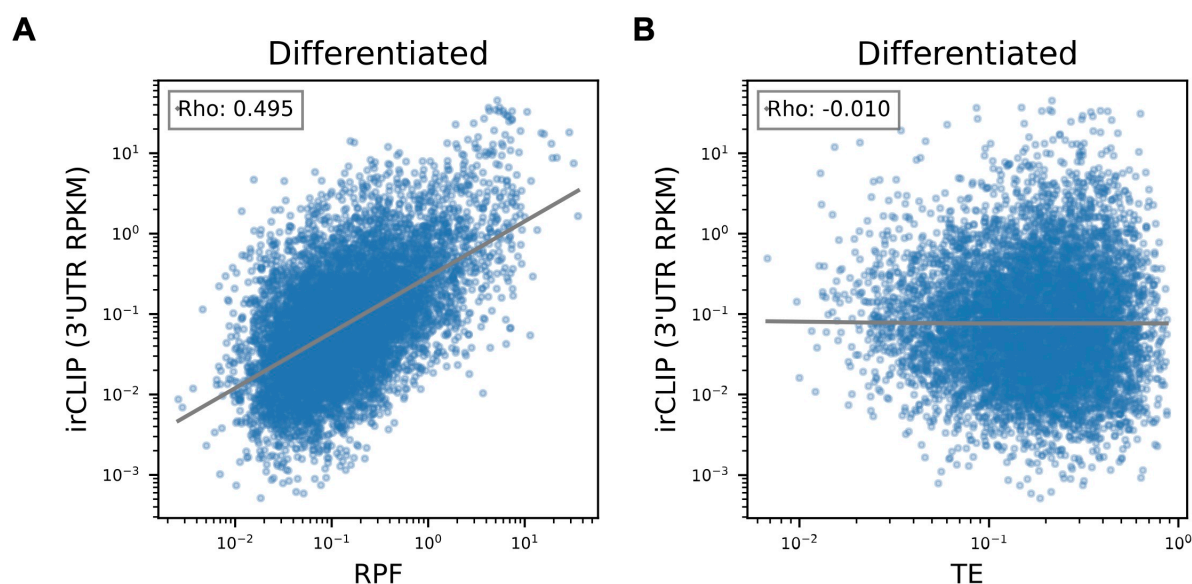 A
Differentiated
Rho: 0.495
irCLIP (3'UTR RPKM)
10¹
10⁰
10⁻¹
10⁻²
10⁻³
10⁻² 10⁻¹ 10⁰ 10¹
RPF
B
Differentiated
Rho: -0.010
irCLIP (3'UTR RPKM)
10¹
10⁰
10⁻¹
10⁻²
10⁻³
10⁻² 10⁻¹ 10⁰
TE